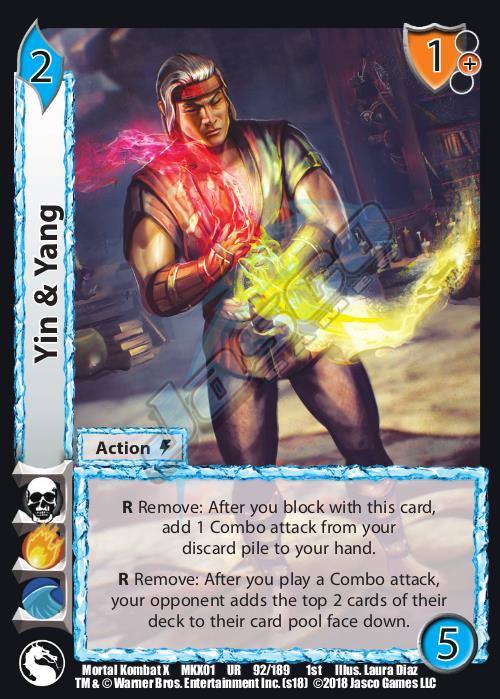 2
1
+
Yin & Yang
Action
R Remove: After you block with this card,
add 1 Combo attack from your
discard pile to your hand.
R Remove: After you play a Combo attack,
your opponent adds the top 2 cards of their
deck to their card pool face down.
5
Mortal Kombat X MKX01 UR 92/189 1st Illus. Laura Diaz
TM & © Warner Bros. Entertainment Inc. (s18) ©2018 Jasco Games LLC